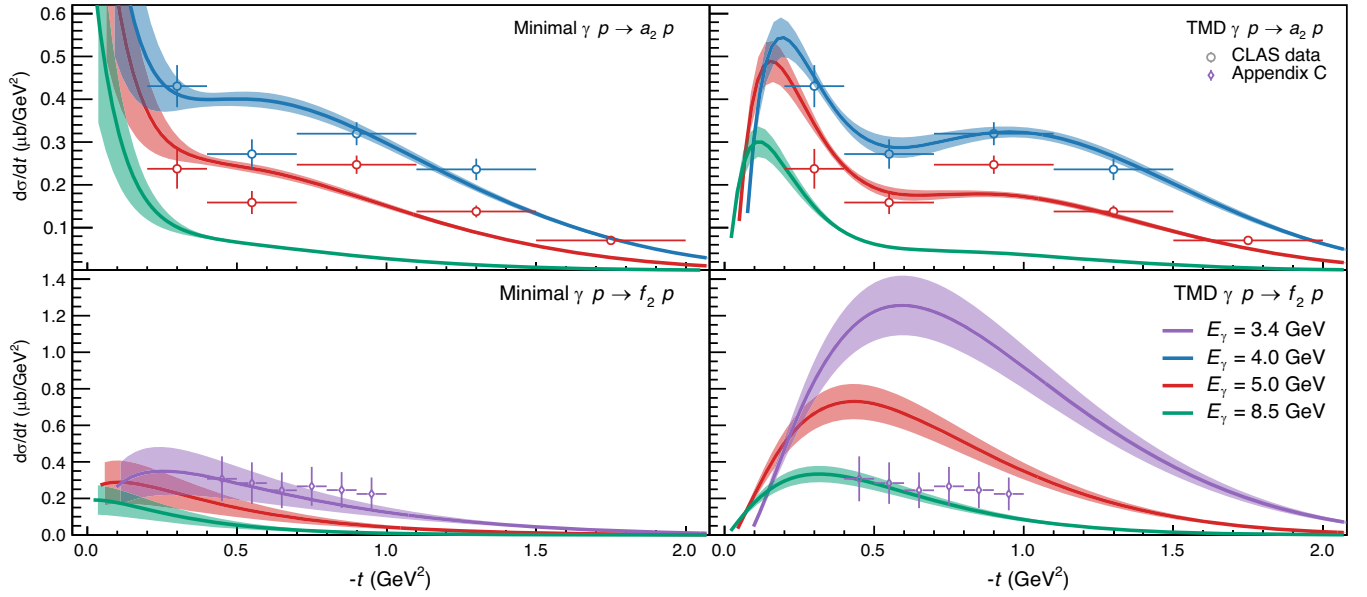 Minimal γ p → a₂ p
TMD γ p → a₂ p
CLAS data
Appendix C
dσ/dt (μb/GeV²)
0.6
0.5
0.4
0.3
0.2
0.1
Minimal γ p → f₂ p
TMD γ p → f₂ p
Eγ = 3.4 GeV
Eγ = 4.0 GeV
Eγ = 5.0 GeV
Eγ = 8.5 GeV
dσ/dt (μb/GeV²)
1.4
1.2
1.0
0.8
0.6
0.4
0.2
0.0
0.0 0.5 1.0 1.5 2.0
0.0 0.5 1.0 1.5 2.0
-t (GeV²)
-t (GeV²)